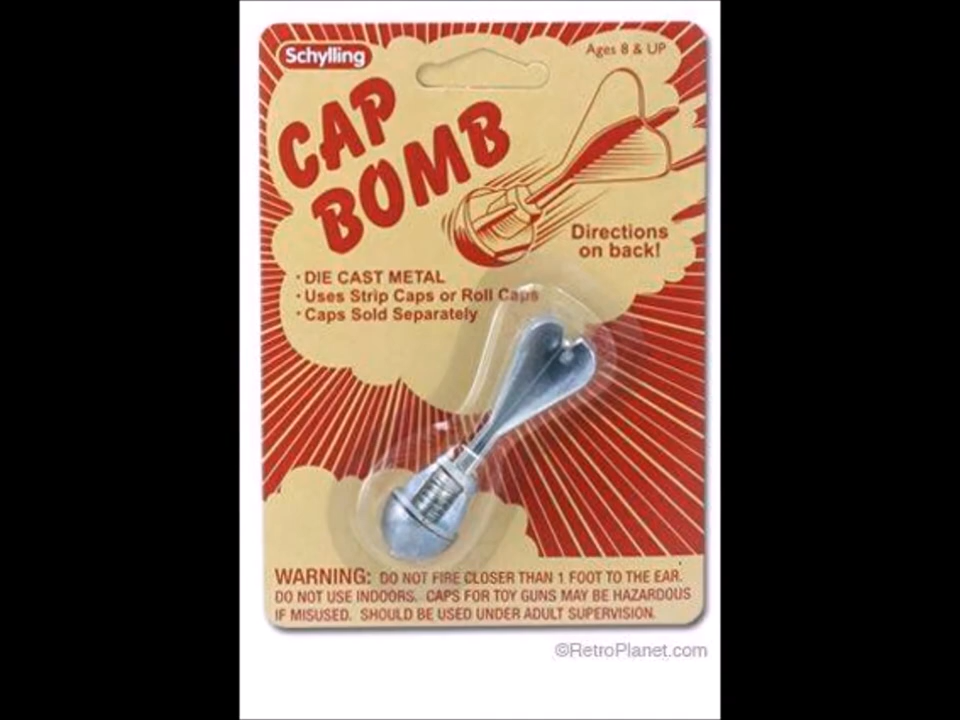 Schylling
Ages 8 & UP
CAP
BOMB
Directions
on back!
· DIE CAST METAL
· Uses Strip Caps or Roll Caps
· Caps Sold Separately
WARNING: DO NOT FIRE CLOSER THAN 1 FOOT TO THE EAR.
DO NOT USE INDOORS. CAPS FOR TOY GUNS MAY BE HAZARDOUS
IF MISUSED. SHOULD BE USED UNDER ADULT SUPERVISION.
©RetroPlanet.com